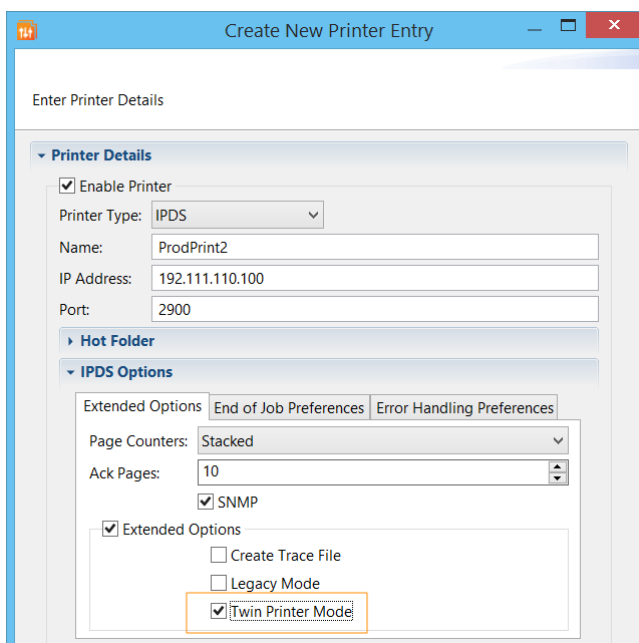 Create New Printer Entry
Enter Printer Details
Printer Details
Enable Printer
Printer Type: IPDS
Name: ProdPrint2
IP Address: 192.111.110.100
Port: 2900
Hot Folder
IPDS Options
Extended Options End of Job Preferences Error Handling Preferences
Page Counters: Stacked
Ack Pages: 10
SNMP
Extended Options
Create Trace File
Legacy Mode
Twin Printer Mode